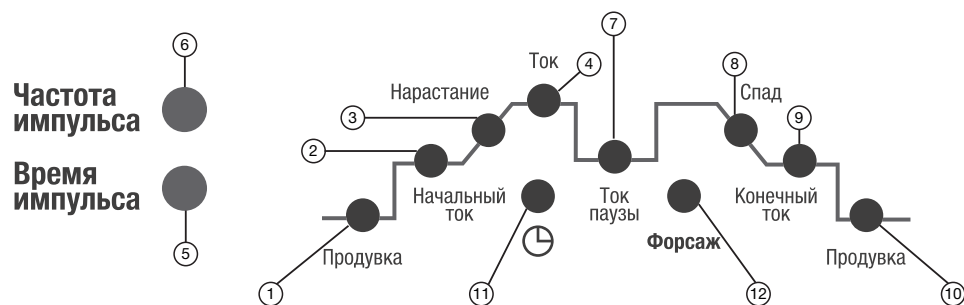 6
7
Ток
4
8
Частота
импульса
Нарастание
Спад
3
9
2
Время
импульса
Начальный
ток
Ток
паузы
Конечный
ток
Форсаж
5
Продувка
Продувка
1
11
12
10